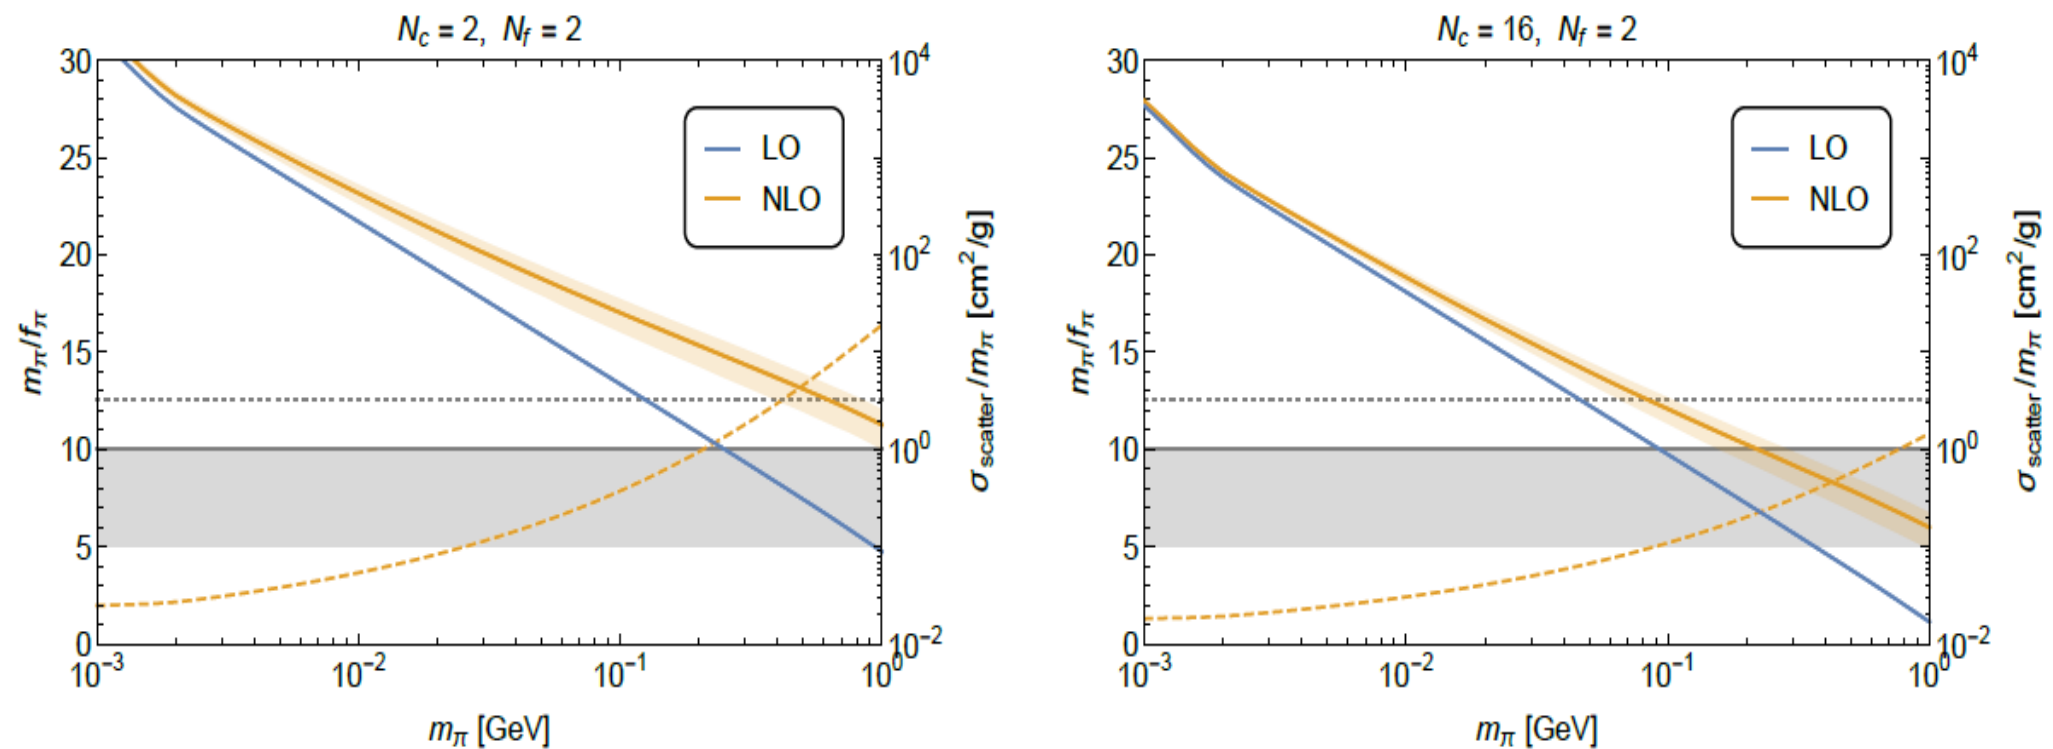 N_c = 2, N_f = 2
30
25
20
15
10
5
0
m_π/f_π
10^4
10^2
10^0
10^−2
σ_scatter/m_π [cm^2/g]
LO
NLO
10^−3
10^−2
10^−1
10^0
m_π [GeV]
N_c = 16, N_f = 2
30
25
20
15
10
5
0
m_π/f_π
10^4
10^2
10^0
10^−2
σ_scatter/m_π [cm^2/g]
LO
NLO
10^−3
10^−2
10^−1
10^0
m_π [GeV]